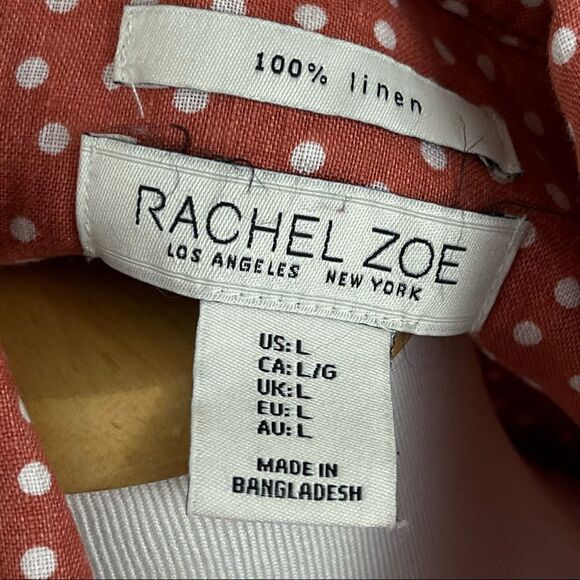 100% linen
RACHEL ZOE
LOS ANGELES NEW YORK
US: L
CA: L/G
UK: L
EU: L
AU: L
MADE IN
BANGLADESH